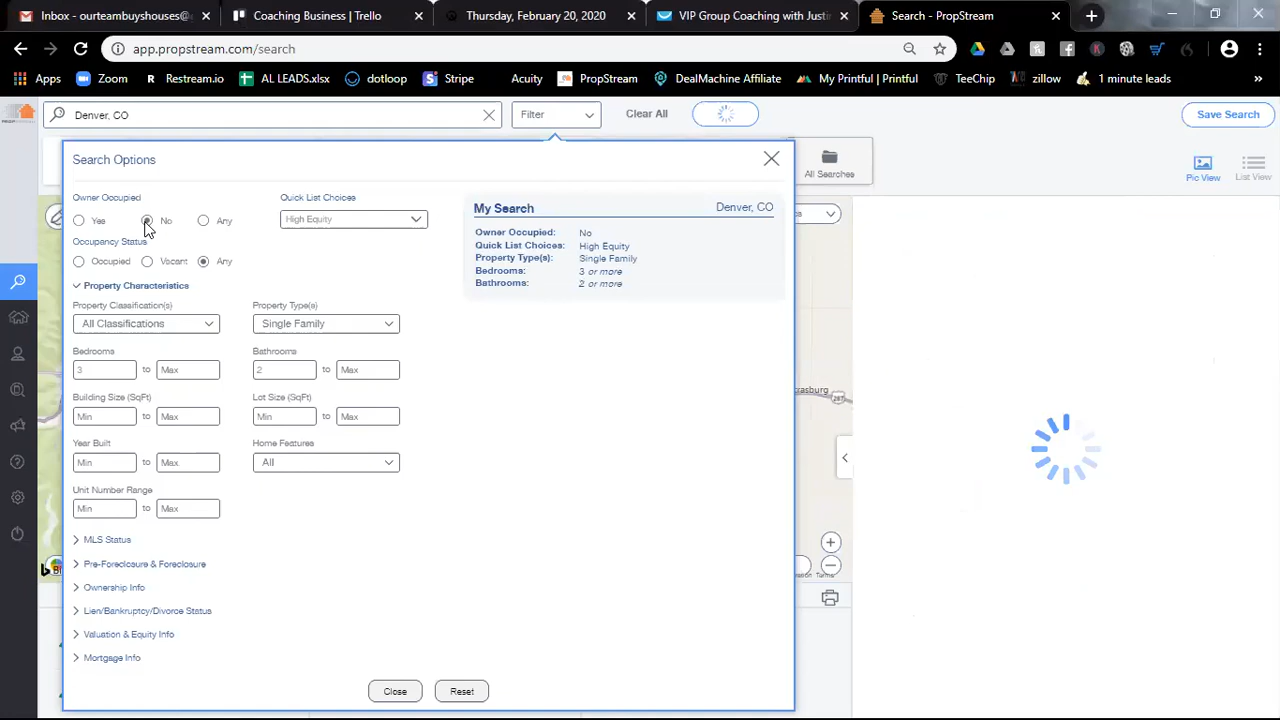 Inbox - ourteambuyshouses@
Coaching Business | Trello
Thursday, February 20, 2020
VIP Group Coaching with Justi
Search - PropStream
app.propstream.com/search
Apps
Zoom
Restream.io
AL LEADS.xlsx
dotloop
Stripe
Acuity
PropStream
DealMachine Affiliate
My Printful | Printful
TeeChip
zillow
1 minute leads
»
Denver, CO
Filter
Clear All
Save Search
All Searches
Pic View
List View
Search Options
Owner Occupied
Yes
No
Any
Quick List Choices
High Equity
Occupancy Status
Occupied
Vacant
Any
Property Characteristics
Property Classification(s)
All Classifications
Property Type(s)
Single Family
Bedrooms
3 to Max
Bathrooms
2 to Max
Building Size (SqFt)
Min to Max
Lot Size (SqFt)
Min to Max
Year Built
Min to Max
Home Features
All
Unit Number Range
Min to Max
MLS Status
Pre-Foreclosure & Foreclosure
Ownership Info
Lien/Bankruptcy/Divorce Status
Valuation & Equity Info
Mortgage Info
Close
Reset
My Search
Denver, CO
Owner Occupied: No
Quick List Choices: High Equity
Property Type(s): Single Family
Bedrooms: 3 or more
Bathrooms: 2 or more
rasburg
Terms